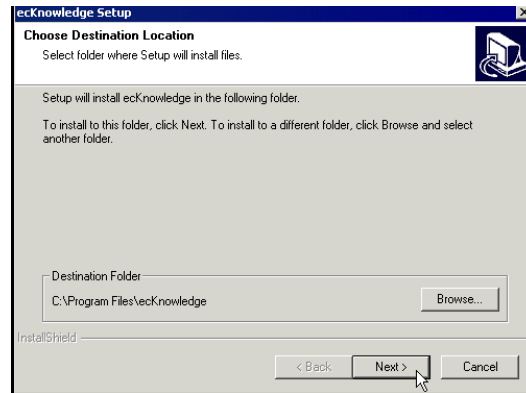 ecKnowledge Setup
Choose Destination Location
Select folder where Setup will install files.
Setup will install ecKnowledge in the following folder.
To install to this folder, click Next. To install to a different folder, click Browse and select
another folder.
Destination Folder
C:\Program Files\ecKnowledge
Browse...
InstallShield
< Back
Next >
Cancel